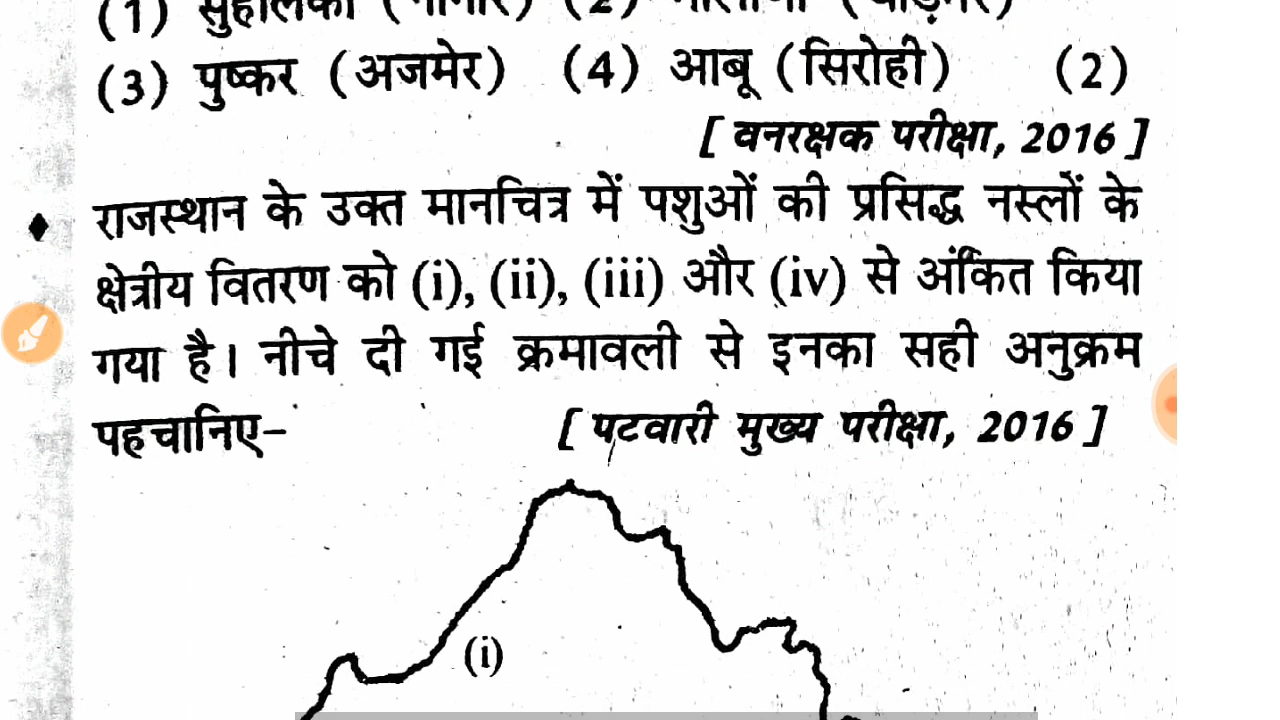 (3) पुष्कर (अजमेर) (4) आबू (सिरोही) (2)
[ वनरक्षक परीक्षा, 2016 ]
♦ राजस्थान के उक्त मानचित्र में पशुओं की प्रसिद्ध नस्लों के
क्षेत्रीय वितरण को (i), (ii), (iii) और (iv) से अंकित किया
गया है। नीचे दी गई क्रमावली से इनका सही अनुक्रम
पहचानिए– [ पटवारी मुख्य परीक्षा, 2016 ]
(i)